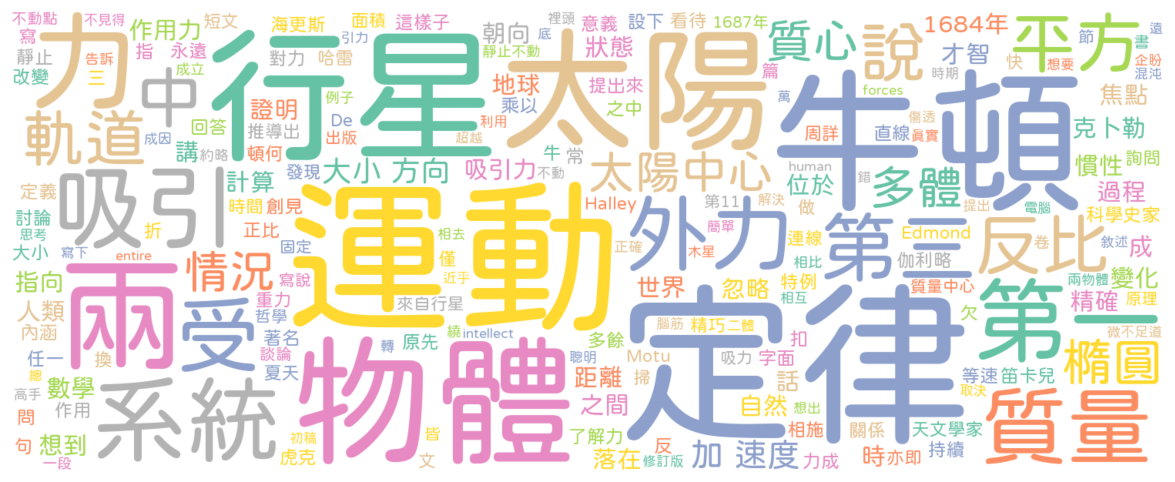 不動點
不見得
力
作用力
短文
海更斯
面積
這樣子
朝向
意義
1687年
設下
看待
質心
說
1684年
平方
節
書
遠
寫
指
永遠
行星
引力
底
裡頭
太陽
狀態
才智
快
企盼
靜止
告訴
成立
中
對力
哈雷
靜止不動
地球
提出來
篇
牛頓
時期
想要
混沌
改變
三
證明
例子
De
乘以
之中
萬
forces
焦點
軌道
回答
推導出
出版
利用
周詳
直線
傷透
真實
克卜勒
成因
講
約略
頓何
超越
牛
常
human
錯
慣性
詢問
吸引
計算
發現
大小
方向
吸引力
不動
太陽中心
位於
多體
過程
定義
時間
創見
運動
Halley
第11
解決
做
提出
電腦
科學史家
討論
思考
折
正比
固定
相去
外力
簡單
連線
第二
Edmond
反比
卷
敘述
成
大小
寫下
entire
僅
正確
木星
相比
伽利略
兩物體
變化
指向
兩
情況
寫說
近乎
世界
忽略
特例
質量中心
第一
精確
原理
人類
受
重力
來自行星
定律
相互
欠
內涵
哲學
繞
intellect
多餘
腦筋
精巧
二體
扣
微不足道
任一
換
著名
轉
原先
物體
Motu
吸力
字面
橢圓
聰
談論
夏天
聰明
距離
掃
話
等速
笛卡兒
高手
數學
系統
之間
自然
想出
取決
質量
問
作用
相施
關係
天文學家
句
想到
初稿
皆
了解力
反
加
速度
時
持續
一段
虎克
文
落在
修訂版
力成
亦即